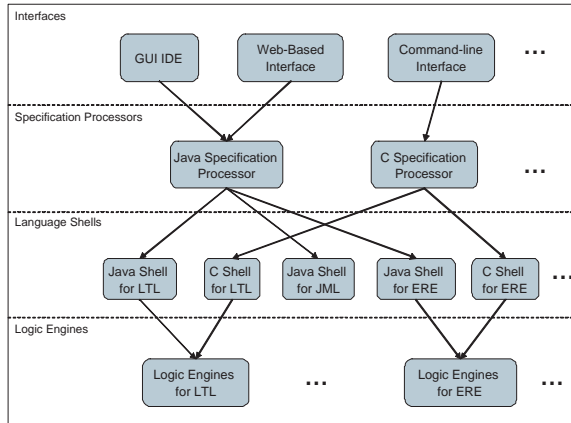 Interfaces
GUI IDE
Web-Based
Interface
Command-line
Interface
...
Specification Processors
Java Specification
Processor
C Specification
Processor
...
Language Shells
Java Shell
for LTL
C Shell
for LTL
Java Shell
for JML
Java Shell
for ERE
C Shell
for ERE
...
Logic Engines
Logic Engines
for LTL
...
Logic Engines
for ERE
...